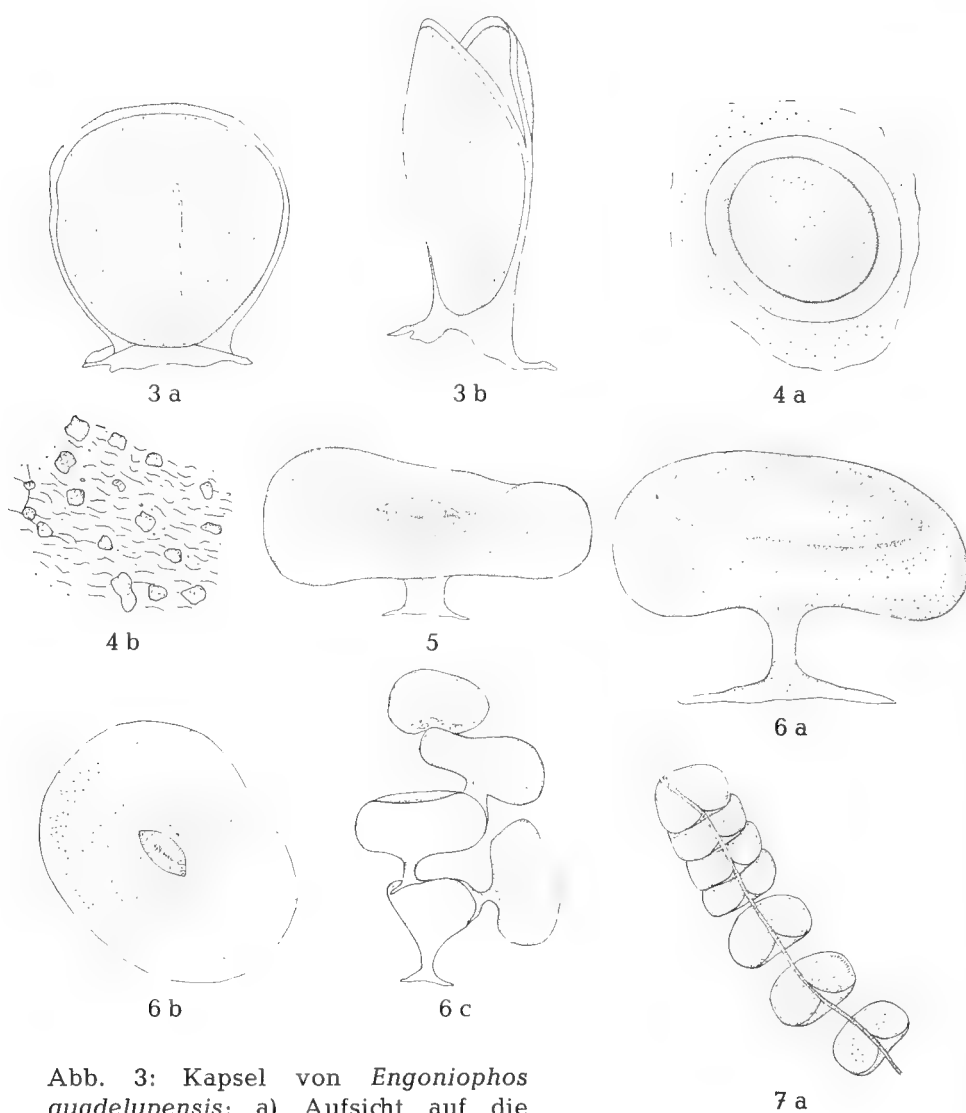 3 a
3 b
4 a
4 b
5
6 a
6 b
6 c
7 a
Abb. 3: Kapsel von Engoniophos
guadelupensis: a) Aufsicht auf die